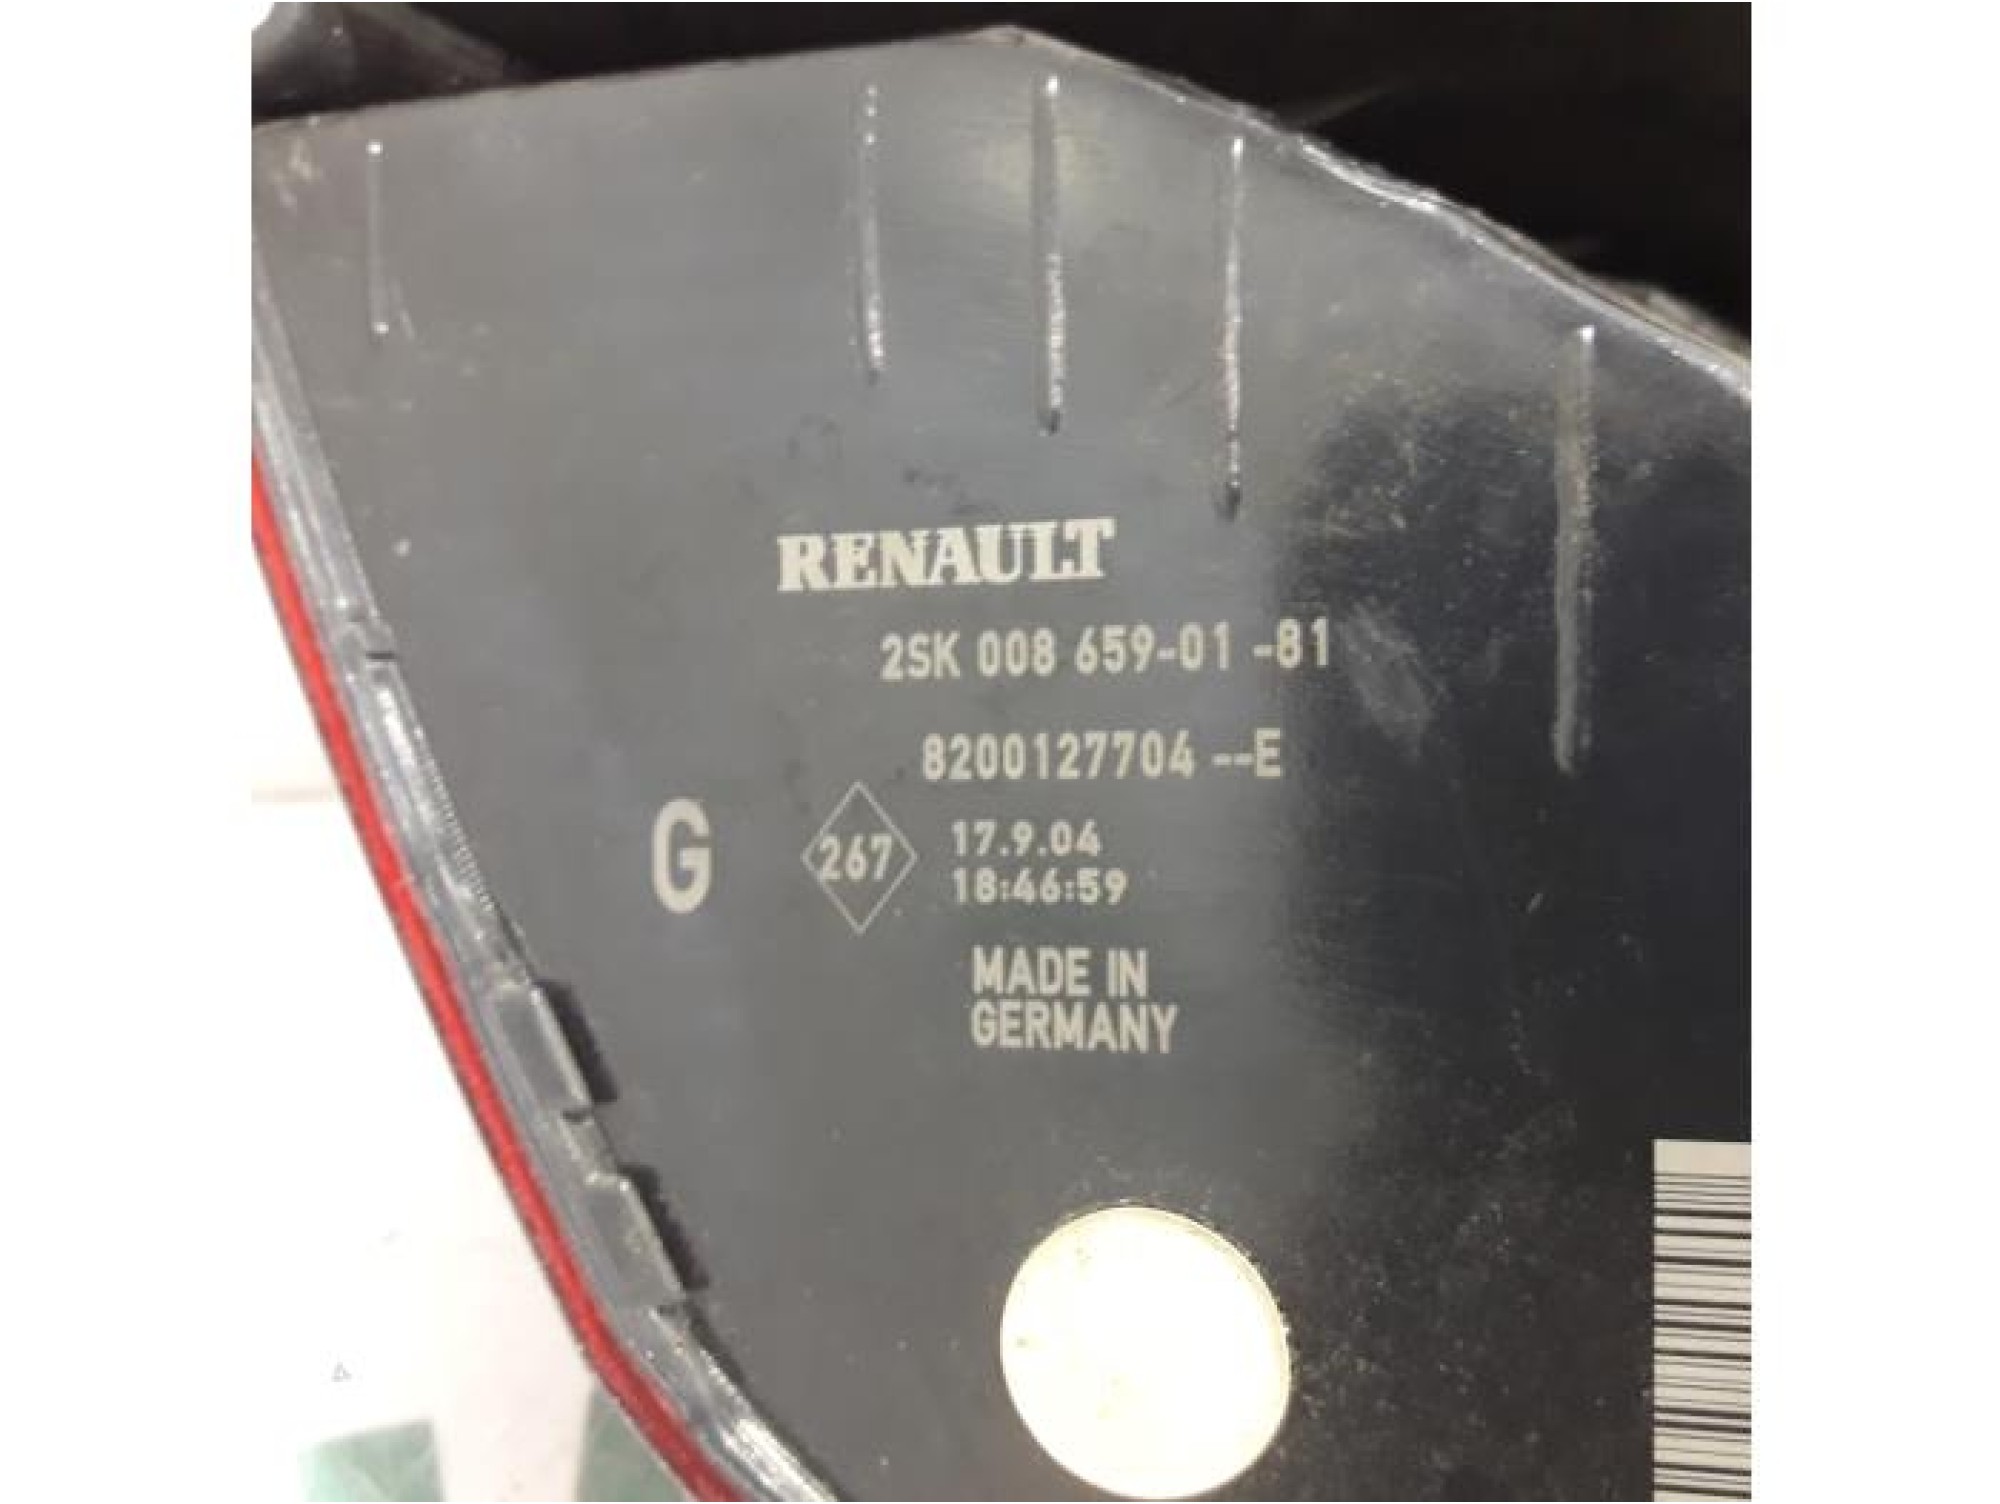 RENAULT
2SK 008 659-01 -81
8200127704 --E
G
267
17.9.04
18:46:59
MADE IN
GERMANY